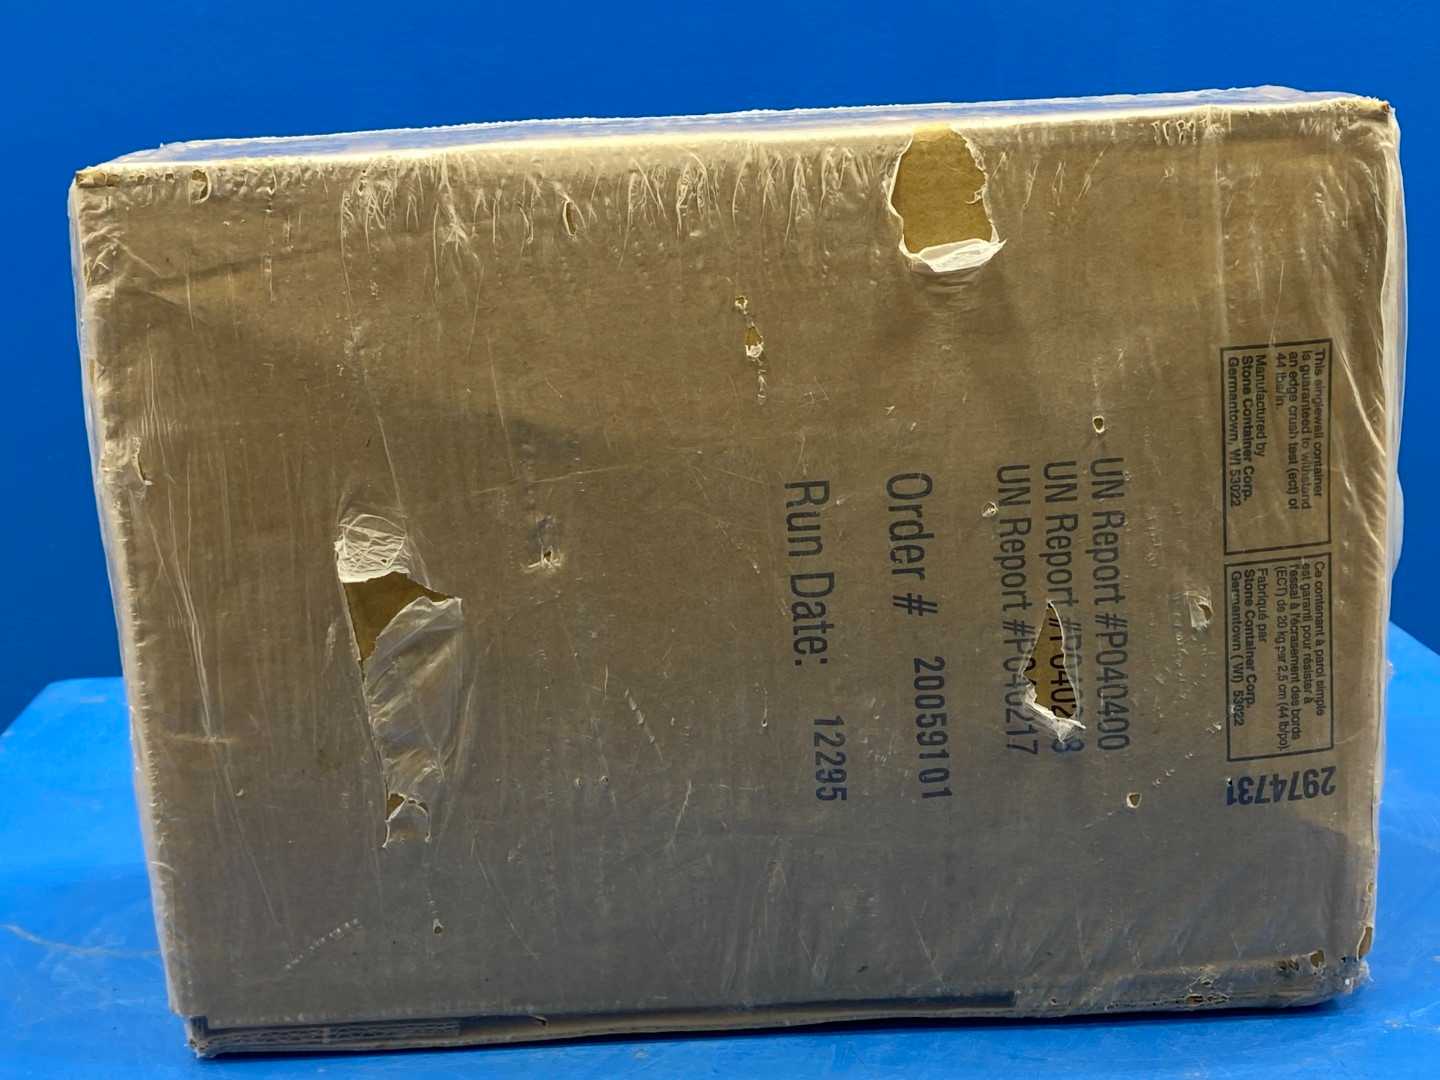 This singlewall container
is guaranteed to withstand
an edge crush test (ect) of
44 lbs/in.
Manufactured by
Stone Container Corp.
Germantown, WI 53022
Ce contenant à paroi simple
est garanti pour résister à
l'essai à l'écrasement des bords
(ECT) de 20 kg par 2,5 cm (44 lb/po).
Fabriqué par
Stone Container Corp.
Germantown ( WI) 53022
2974731
UN Report #P040400
UN Report
UN Report #P040217
Order # 20059101
Run Date: 12295